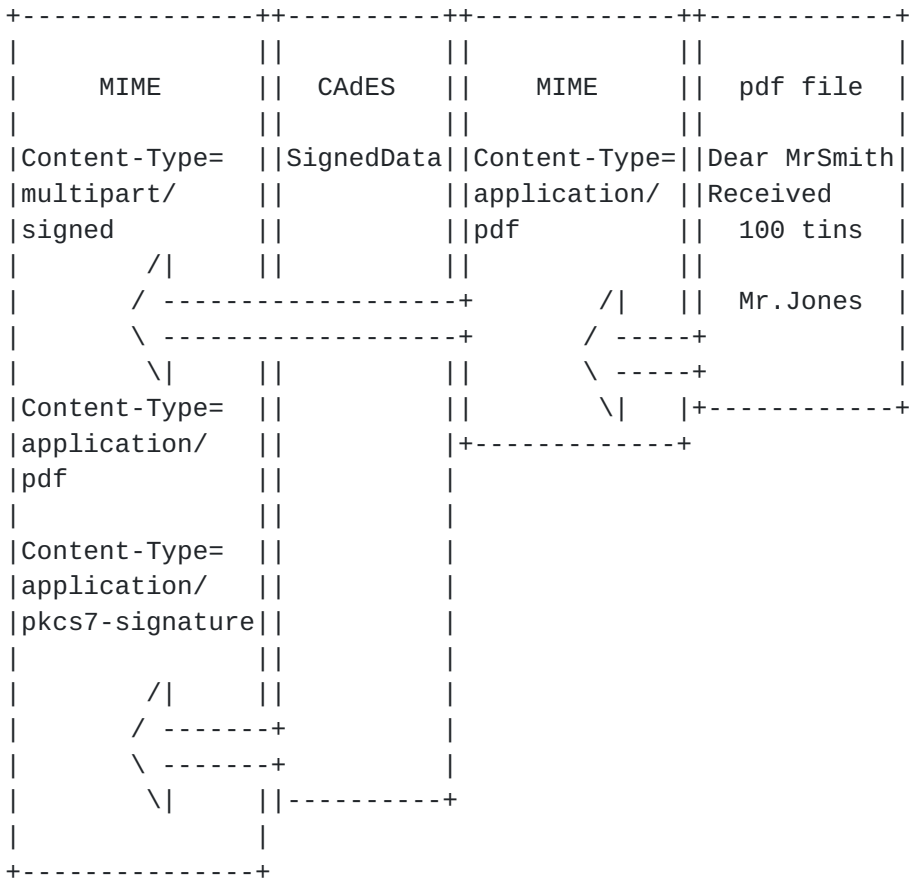 +---------------++----------++-------------++------------+
|               ||          ||             ||            |
|     MIME      ||  CAdES   ||    MIME     ||  pdf file  |
|               ||          ||             ||            |
|Content-Type=  ||SignedData||Content-Type=||Dear MrSmith|
|multipart/     ||          ||application/ ||Received    |
|signed         ||          ||pdf          ||  100 tins  |
|        /|     ||          ||             ||            |
|       / -------------------+        /|   ||  Mr.Jones  |
|       \ -------------------+       / -----+            |
|        \|     ||          ||       \ -----+            |
|Content-Type=  ||          ||        \|   |+------------+
|application/   ||          |+-------------+
|pdf            ||          |
|               ||          |
|Content-Type=  ||          |
|application/   ||          |
|pkcs7-signature||          |
|               ||          |
|        /|     ||          |
|       / -------+          |
|       \ -------+          |
|        \|     ||----------+
|               |
+---------------+